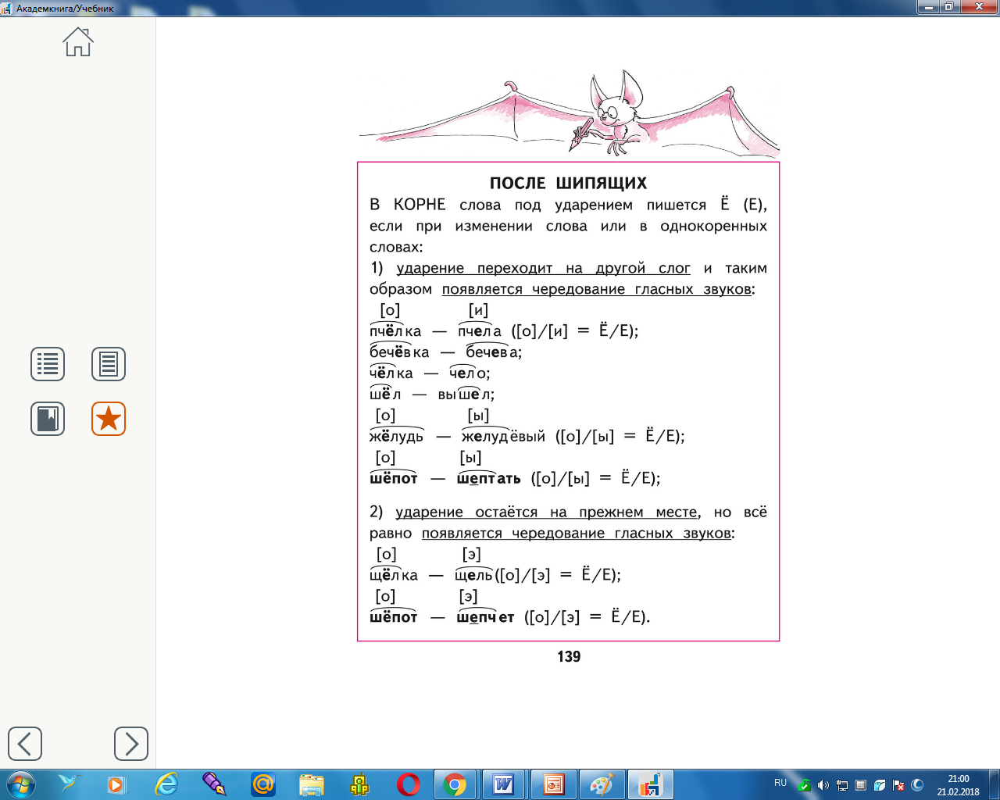 Академкнига/Учебник
ПОСЛЕ ШИПЯЩИХ
В КОРНЕ слова под ударением пишется Ё (Е),
если при изменении слова или в однокоренных
словах:
1) ударение переходит на другой слог и таким
образом появляется чередование гласных звуков:
[о] [и]
пчёлка — пчела ([о]/[и] = Ё/Е);
бечёвка — бечева;
чёлка — чело;
шёл — вышел;
[о] [ы]
жёлудь — желудёвый ([о]/[ы] = Ё/Е);
[о] [ы]
шёпот — шептать ([о]/[ы] = Ё/Е);
2) ударение остаётся на прежнем месте, но всё
равно появляется чередование гласных звуков:
[о] [э]
щёлка — щель([о]/[э] = Ё/Е);
[о] [э]
шёпот — шепчет ([о]/[э] = Ё/Е).
139
RU
21:00
21.02.2018